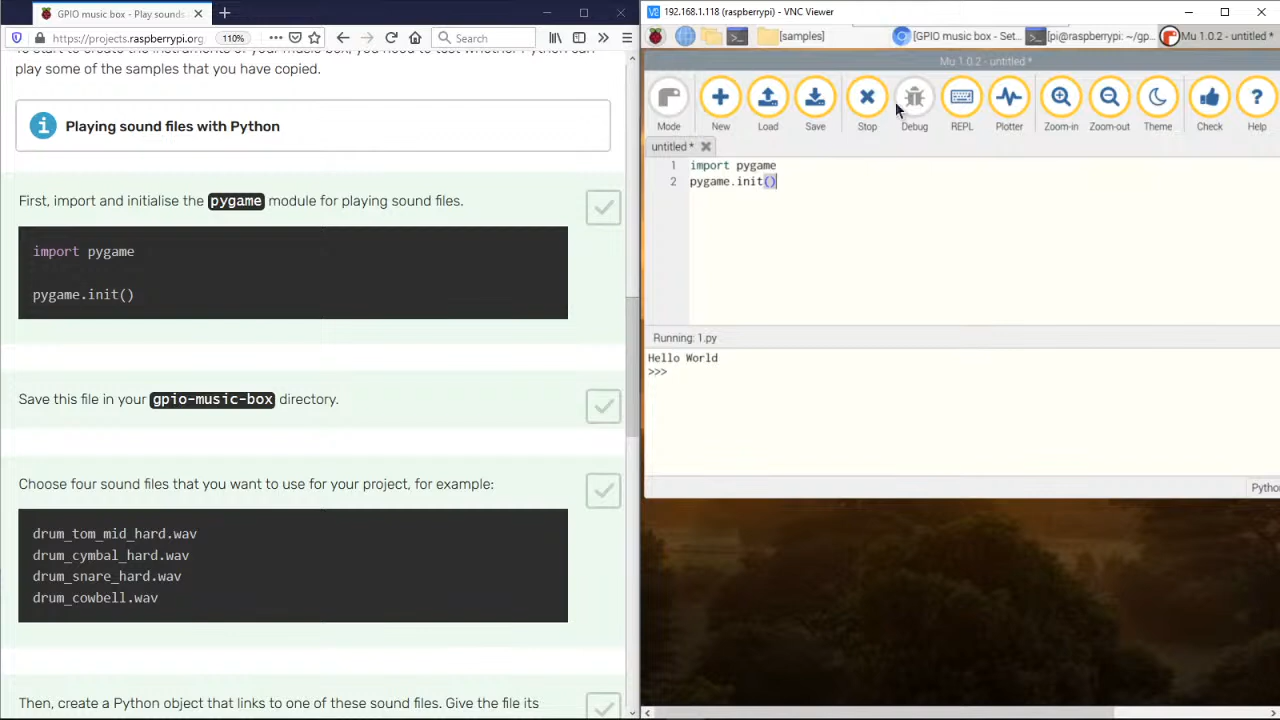 GPIO music box - Play sounds
https://projects.raspberrypi.org
110%
Search
play some of the samples that you have copied.
Playing sound files with Python
First, import and initialise the pygame module for playing sound files.
import pygame
pygame.init()
Save this file in your gpio-music-box directory.
Choose four sound files that you want to use for your project, for example:
drum_tom_mid_hard.wav
drum_cymbal_hard.wav
drum_snare_hard.wav
drum_cowbell.wav
Then, create a Python object that links to one of these sound files. Give the file its
192.168.1.118 (raspberrypi) - VNC Viewer
[samples]
[GPIO music box - Set...
[pi@raspberrypi: ~/gp...
Mu 1.0.2 - untitled *
Mu 1.0.2 - untitled *
Mode New Load Save Stop Debug REPL Plotter Zoom-in Zoom-out Theme Check Help
untitled *
1 import pygame
2 pygame.init()
Running: 1.py
Hello World
>>>